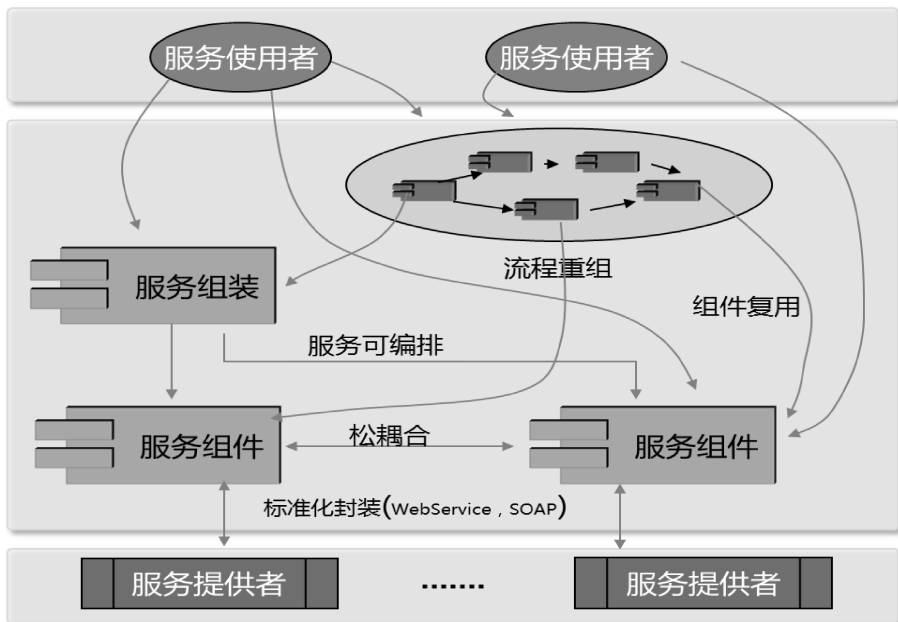 服务使用者
服务使用者
流程重组
服务组装
组件复用
服务可编排
服务组件
松耦合
服务组件
标准化封装(WebService，SOAP)
服务提供者
.......
服务提供者